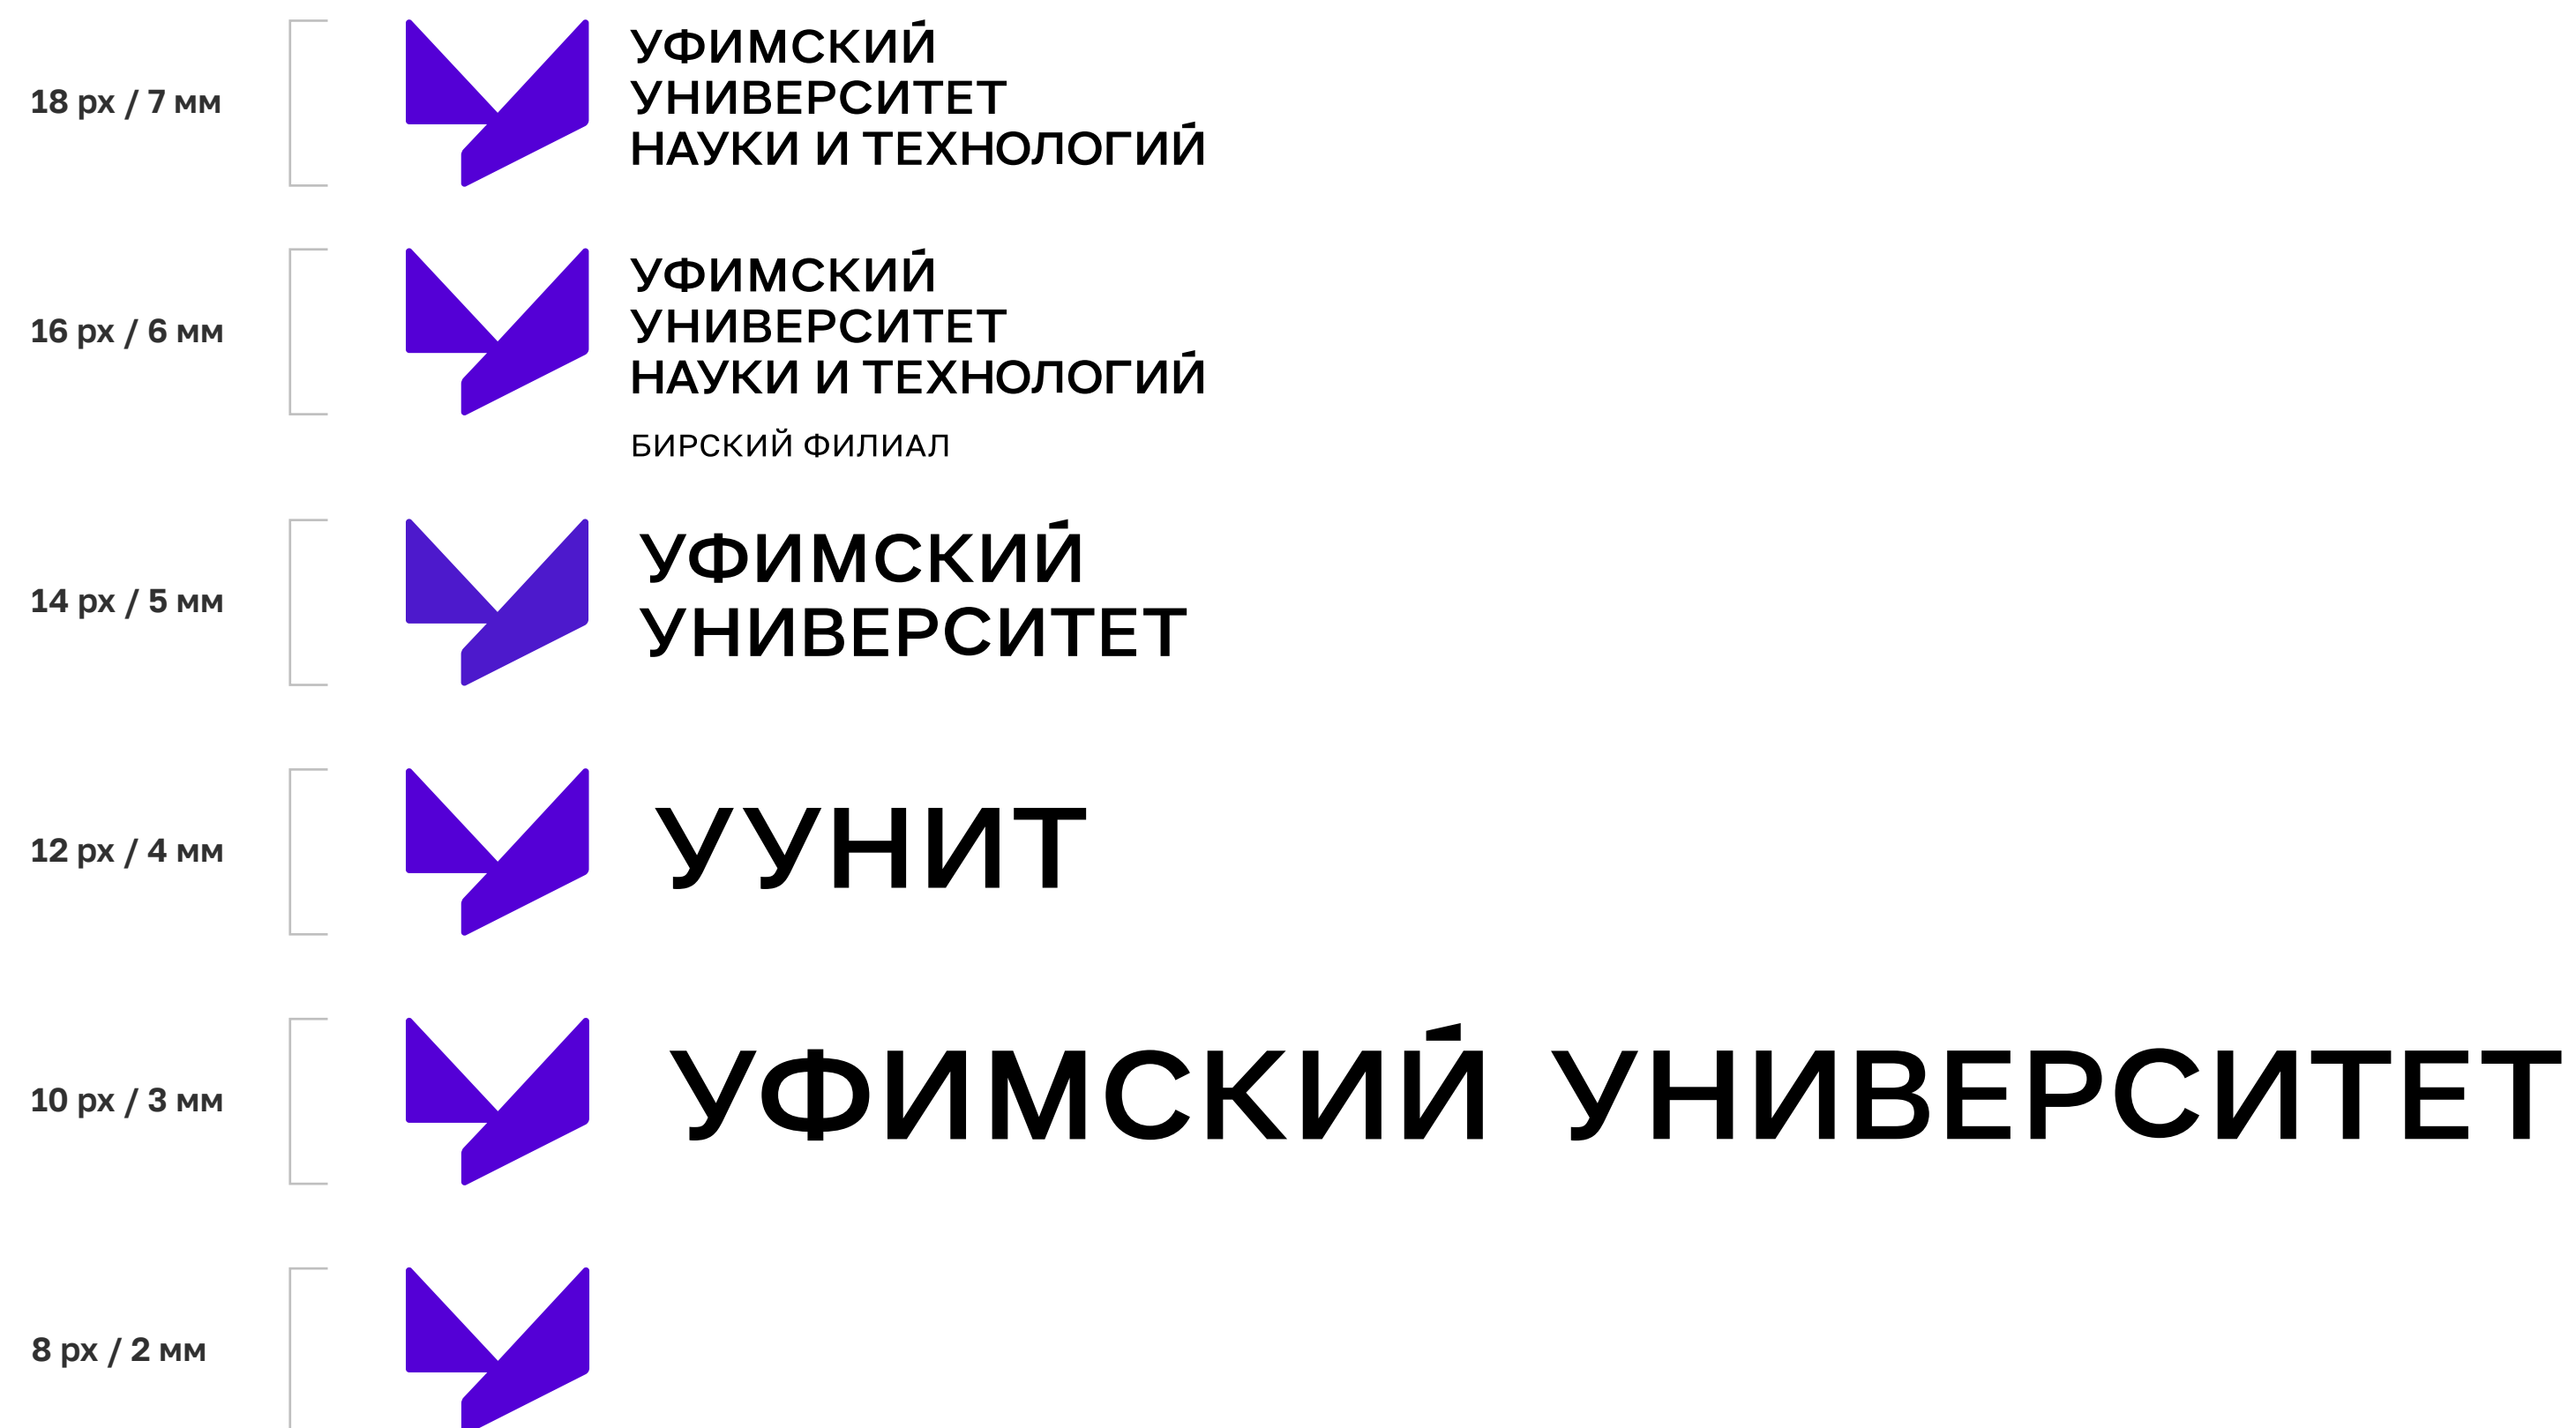 18 px / 7 мм
УФИМСКИЙ
УНИВЕРСИТЕТ
НАУКИ И ТЕХНОЛОГИЙ
16 px / 6 мм
УФИМСКИЙ
УНИВЕРСИТЕТ
НАУКИ И ТЕХНОЛОГИЙ
БИРСКИЙ ФИЛИАЛ
14 px / 5 мм
УФИМСКИЙ
УНИВЕРСИТЕТ
12 px / 4 мм
УУНИТ
10 px / 3 мм
УФИМСКИЙ УНИВЕРСИТЕТ
8 px / 2 мм